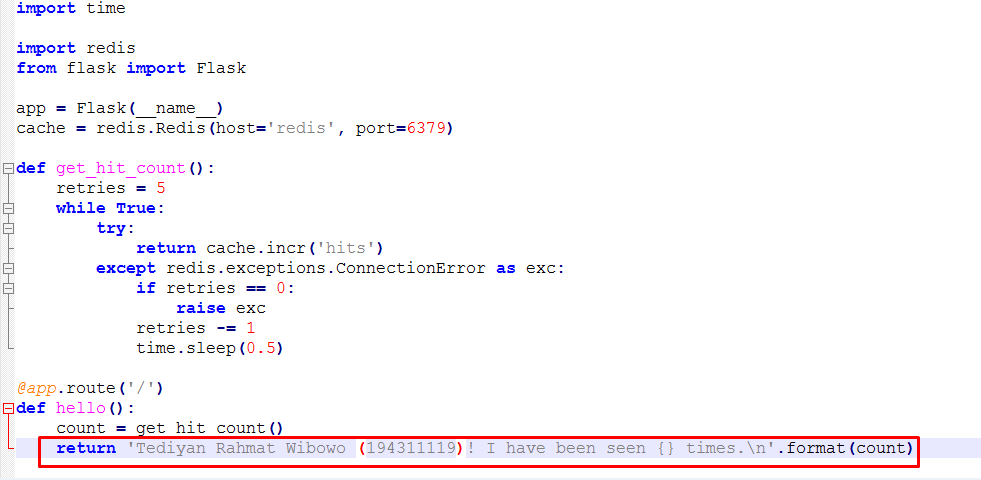 import time

import redis
from flask import Flask

app = Flask(__name__)
cache = redis.Redis(host='redis', port=6379)

def get_hit_count():
    retries = 5
    while True:
        try:
            return cache.incr('hits')
        except redis.exceptions.ConnectionError as exc:
            if retries == 0:
                raise exc
            retries -= 1
            time.sleep(0.5)

@app.route('/')
def hello():
    count = get_hit_count()
    return 'Tediyan Rahmat Wibowo (194311119)! I have been seen {} times.\n'.format(count)